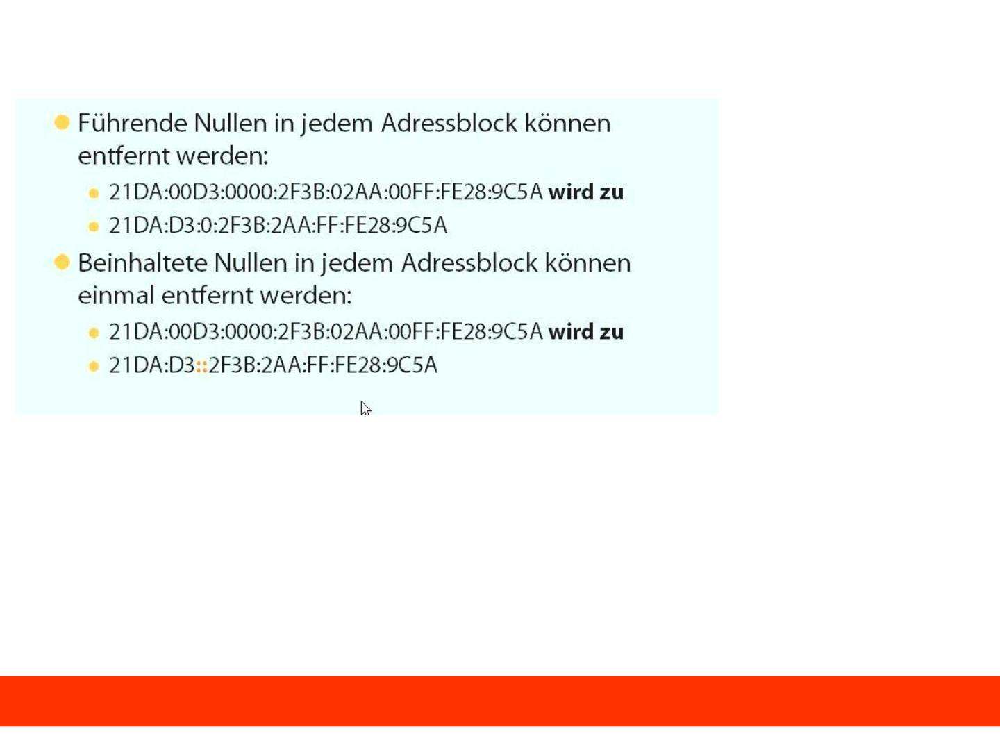 Führende Nullen in jedem Adressblock können
entfernt werden:
21DA:00D3:0000:2F3B:02AA:00FF:FE28:9C5A wird zu
21DA:D3:0:2F3B:2AA:FF:FE28:9C5A
Beinhaltete Nullen in jedem Adressblock können
einmal entfernt werden:
21DA:00D3:0000:2F3B:02AA:00FF:FE28:9C5A wird zu
21DA:D3::2F3B:2AA:FF:FE28:9C5A